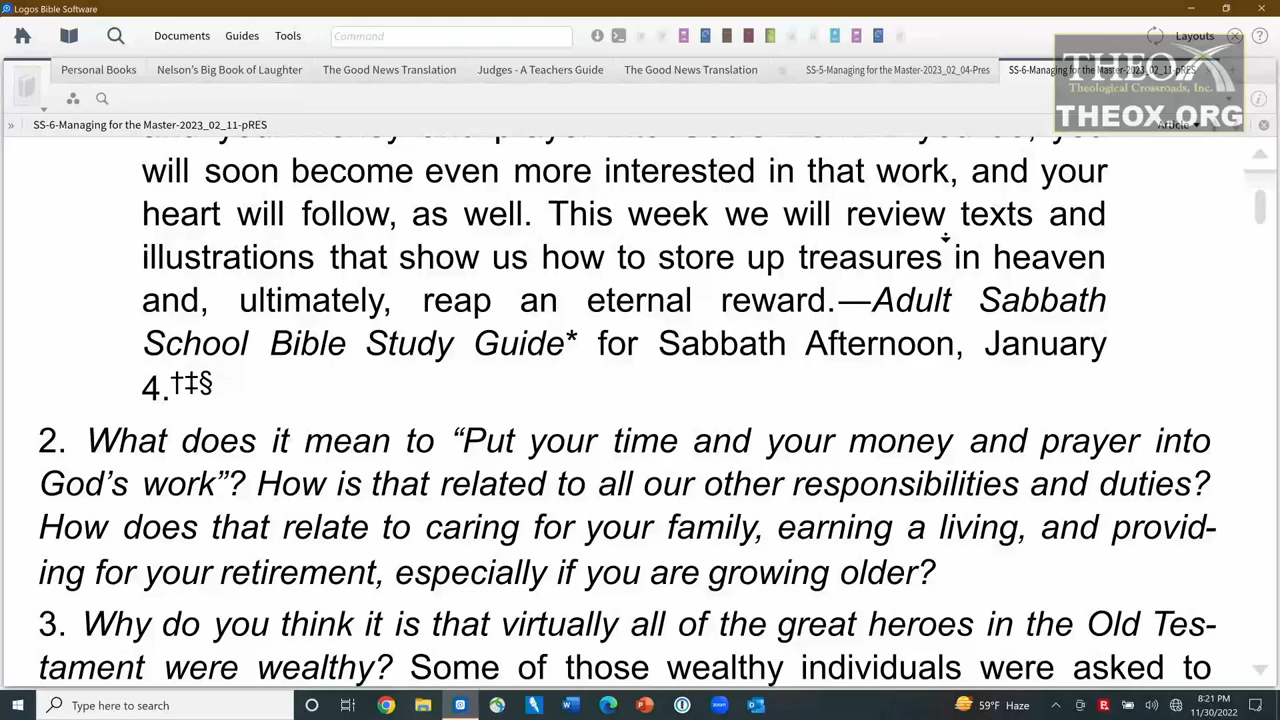 Logos Bible Software
Documents Guides Tools Command Layouts
Personal Books Nelson's Big Book of Laughter The Good Judges - A Teachers Guide The Good News Translation SS-5-Managing for the Master-2023_02_04-Pres SS-6-Managing for the Master-2023_02_11-pRES
THEOX
Theological Crossroads, Inc.
THEOX.ORG
SS-6-Managing for the Master-2023_02_11-pRES Article
will soon become even more interested in that work, and your
heart will follow, as well. This week we will review texts and
illustrations that show us how to store up treasures in heaven
and, ultimately, reap an eternal reward.—Adult Sabbath
School Bible Study Guide* for Sabbath Afternoon, January
4.†‡§
2. What does it mean to “Put your time and your money and prayer into
God’s work”? How is that related to all our other responsibilities and duties?
How does that relate to caring for your family, earning a living, and provid-
ing for your retirement, especially if you are growing older?
3. Why do you think it is that virtually all of the great heroes in the Old Tes-
tament were wealthy? Some of those wealthy individuals were asked to
Type here to search 59°F Haze 8:21 PM
11/30/2022